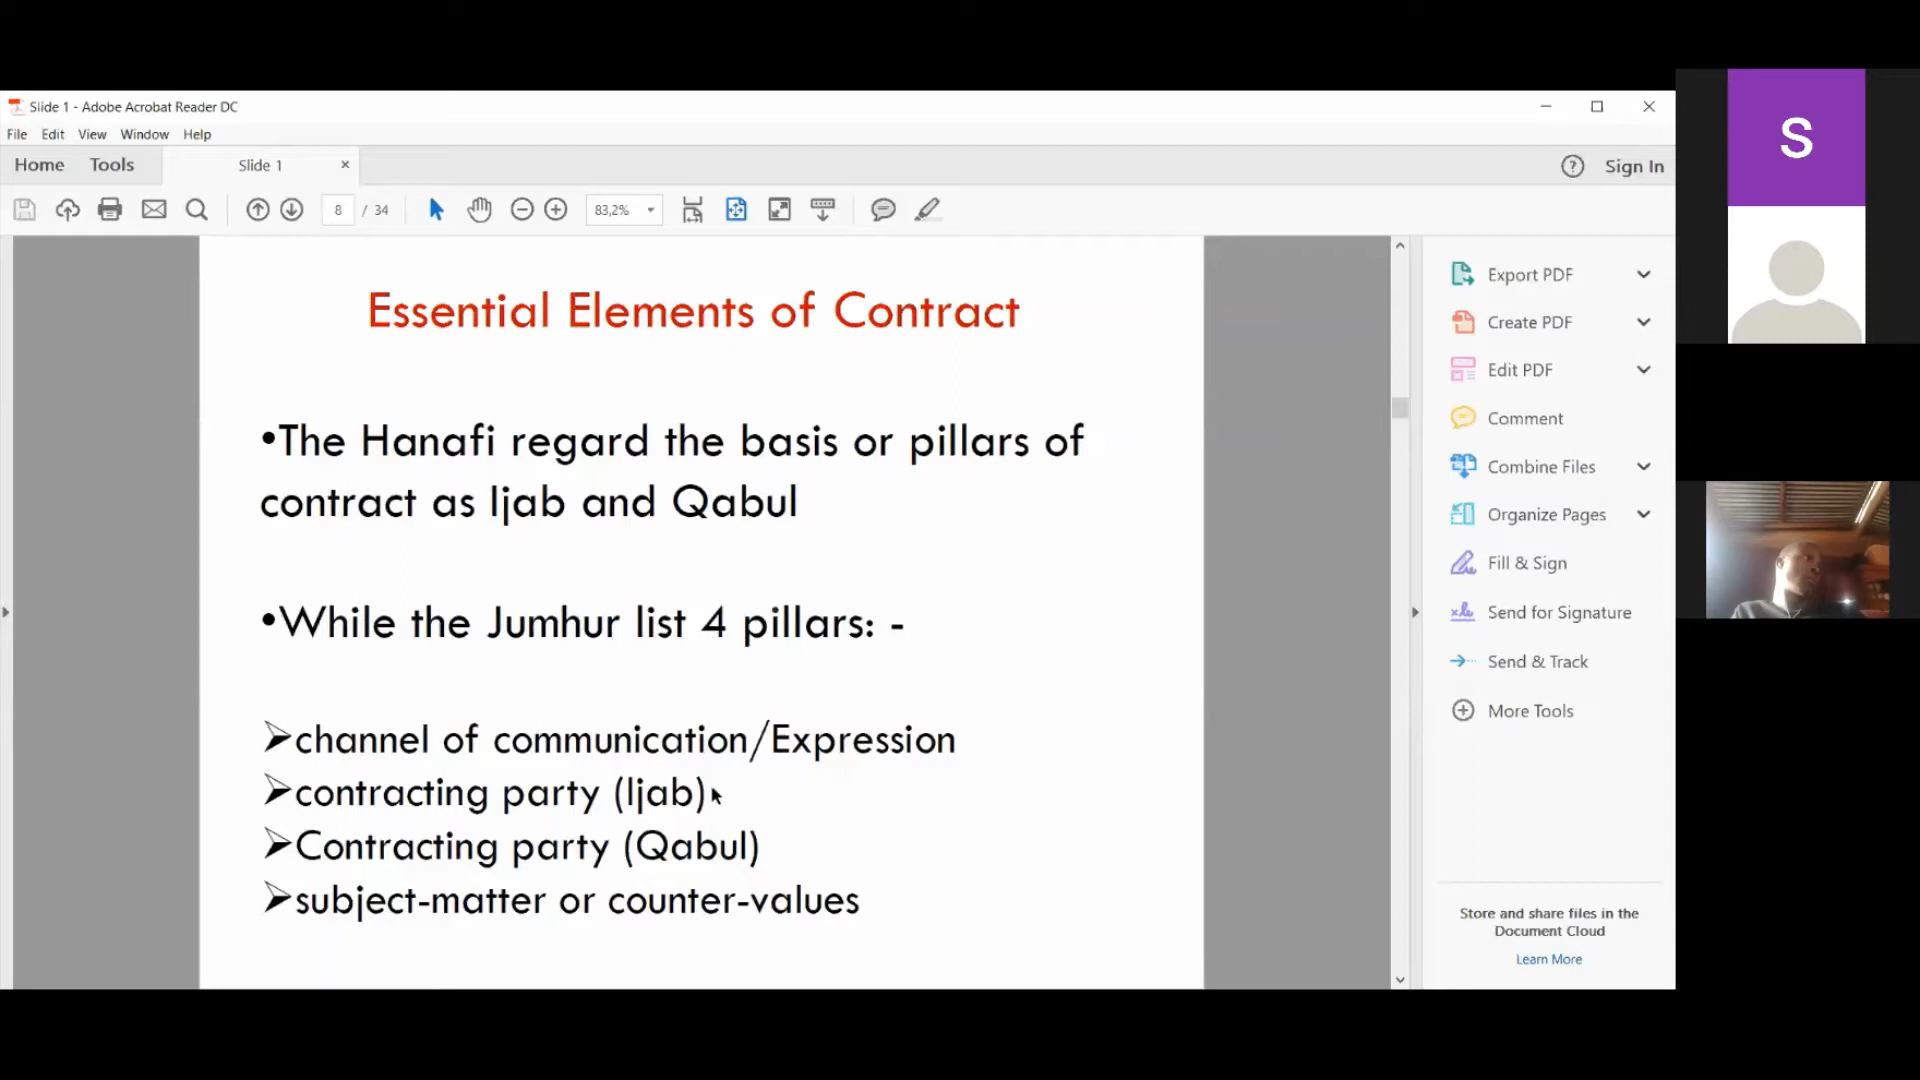 Slide 1 - Adobe Acrobat Reader DC
File Edit View Window Help
Home Tools Slide 1
Sign In
8 / 34 83,2%
Essential Elements of Contract
•The Hanafi regard the basis or pillars of
contract as Ijab and Qabul
•While the Jumhur list 4 pillars: -
➢channel of communication/Expression
➢contracting party (Ijab)
➢Contracting party (Qabul)
➢subject-matter or counter-values
Export PDF
Create PDF
Edit PDF
Comment
Combine Files
Organize Pages
Fill & Sign
Send for Signature
Send & Track
More Tools
Store and share files in the
Document Cloud
Learn More
S